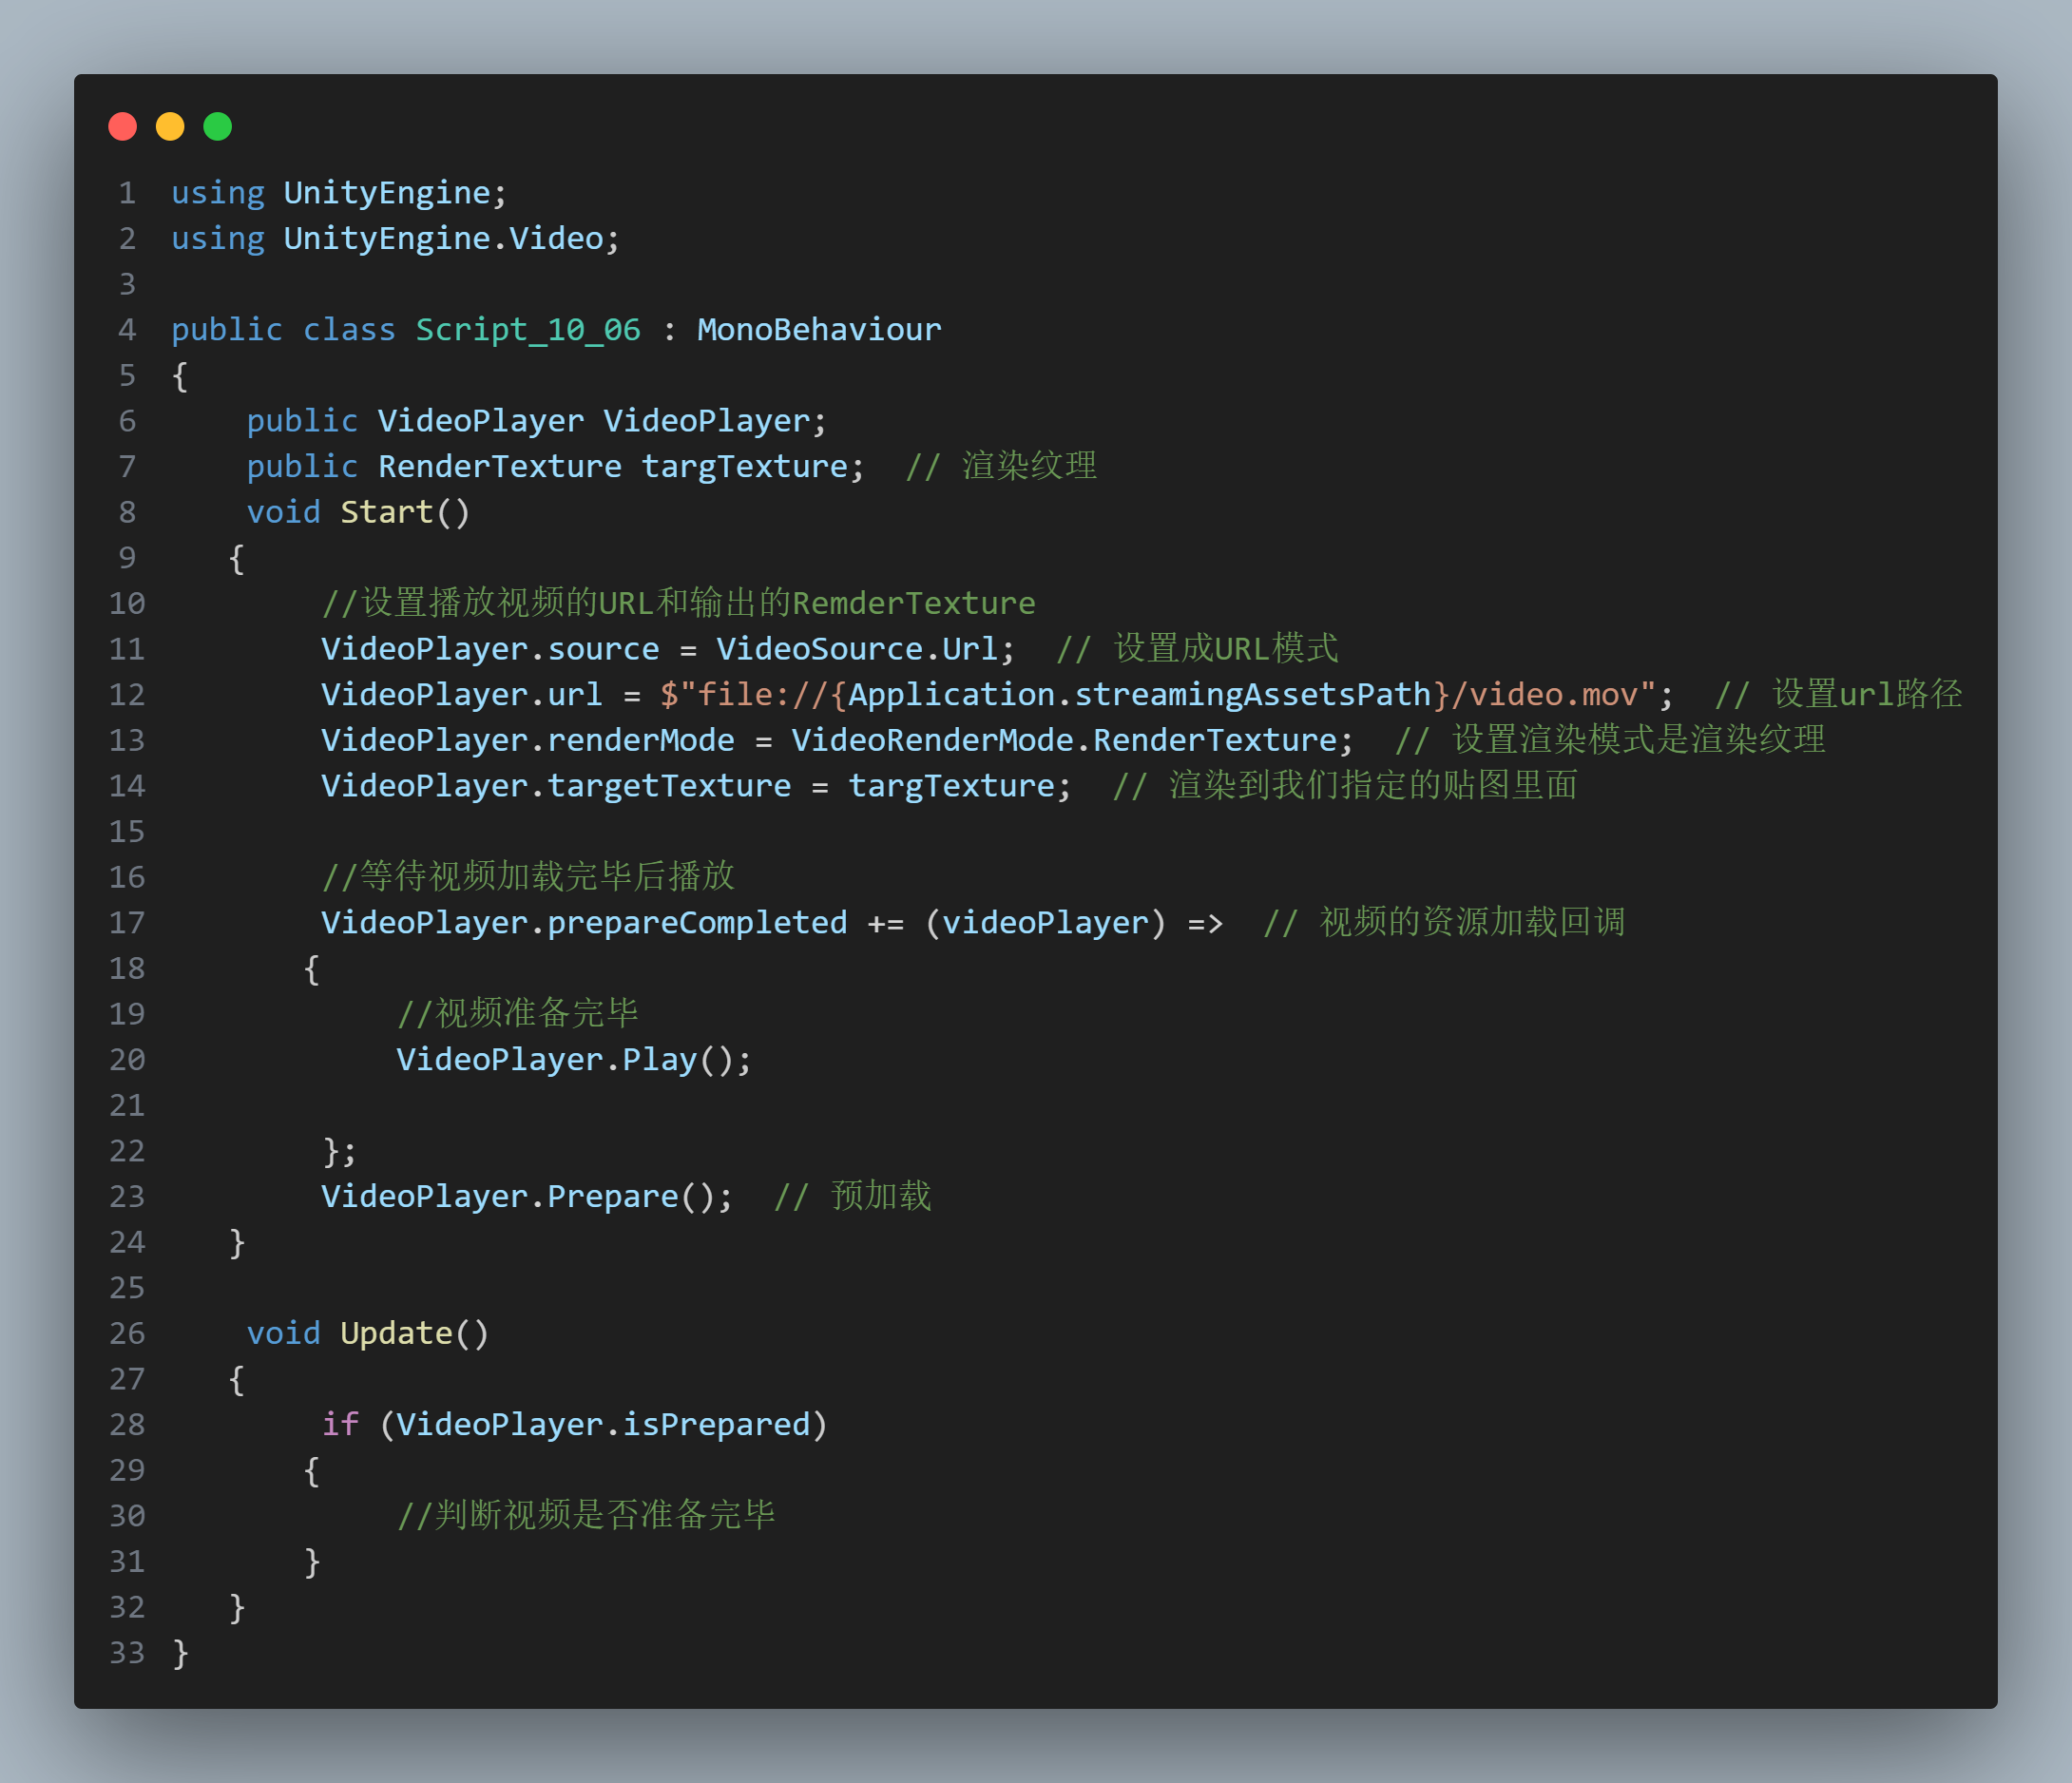 1 using UnityEngine;
2 using UnityEngine.Video;
3
4 public class Script_10_06 : MonoBehaviour
5 {
6     public VideoPlayer VideoPlayer;
7     public RenderTexture targTexture;  // 渲染纹理
8     void Start()
9    {
10         //设置播放视频的URL和输出的RemderTexture
11         VideoPlayer.source = VideoSource.Url;  // 设置成URL模式
12         VideoPlayer.url = $"file://{Application.streamingAssetsPath}/video.mov";  // 设置url路径
13         VideoPlayer.renderMode = VideoRenderMode.RenderTexture;  // 设置渲染模式是渲染纹理
14         VideoPlayer.targetTexture = targTexture;  // 渲染到我们指定的贴图里面
15
16         //等待视频加载完毕后播放
17         VideoPlayer.prepareCompleted += (videoPlayer) =>  // 视频的资源加载回调
18        {
19             //视频准备完毕
20             VideoPlayer.Play();
21
22         };
23         VideoPlayer.Prepare();  // 预加载
24    }
25
26     void Update()
27    {
28         if (VideoPlayer.isPrepared)
29        {
30             //判断视频是否准备完毕
31        }
32    }
33 }